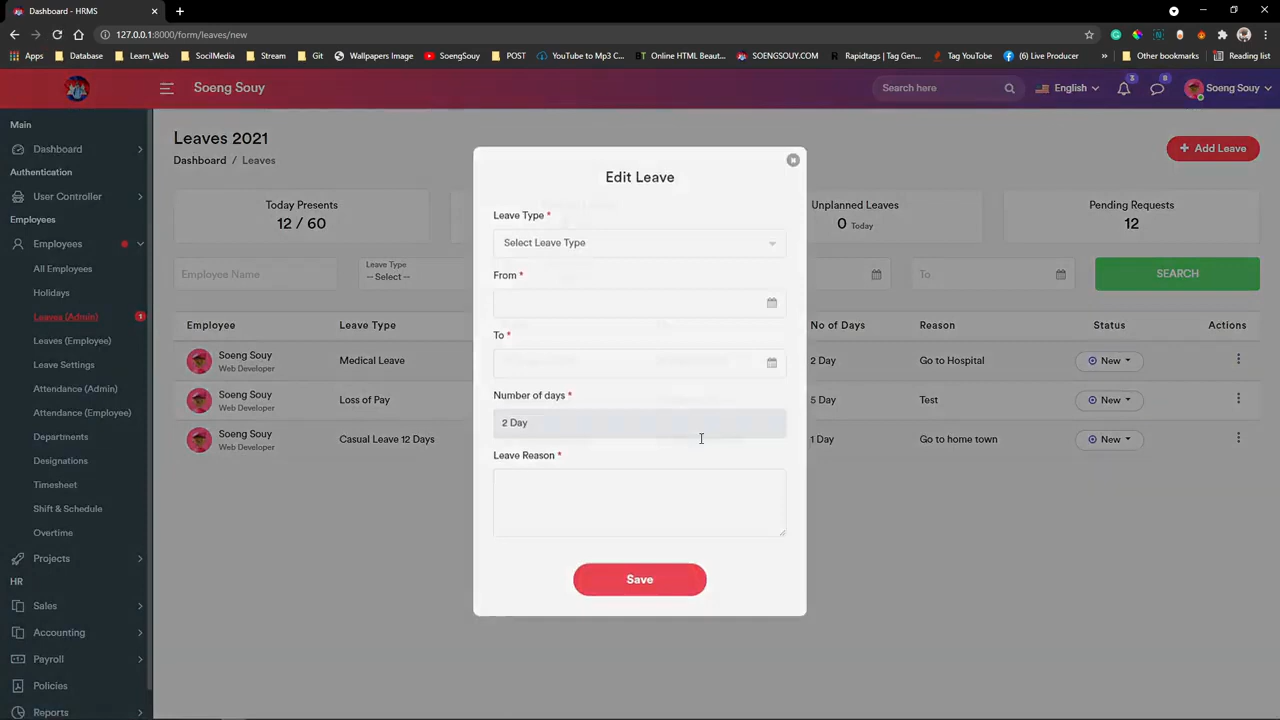 Dashboard - HRMS
127.0.0.1:8000/form/leaves/new
Apps Database Learn_Web SocilMedia Stream Git Wallpapers Image SoengSouy POST YouTube to Mp3 C... Online HTML Beaut... SOENGSOUY.COM Rapidtags | Tag Gen... Tag YouTube (6) Live Producer » Other bookmarks Reading list
Soeng Souy Search here English 3 8 Soeng Souy
Main
Dashboard
Authentication
User Controller
Employees
Employees
All Employees
Holidays
Leaves (Admin) 1
Leaves (Employee)
Leave Settings
Attendance (Admin)
Attendance (Employee)
Departments
Designations
Timesheet
Shift & Schedule
Overtime
Projects
HR
Sales
Accounting
Payroll
Policies
Reports
Leaves 2021
Dashboard / Leaves
+ Add Leave
Today Presents
12 / 60
Unplanned Leaves
0 Today
Pending Requests
12
Employee Name
Leave Type
-- Select --
To
SEARCH
Employee Leave Type No of Days Reason Status Actions
Soeng Souy
Web Developer
Medical Leave 2 Day Go to Hospital New
Soeng Souy
Web Developer
Loss of Pay 5 Day Test New
Soeng Souy
Web Developer
Casual Leave 12 Days 1 Day Go to home town New
Edit Leave
Leave Type *
Select Leave Type
From *
To *
Number of days *
2 Day
Leave Reason *
Save